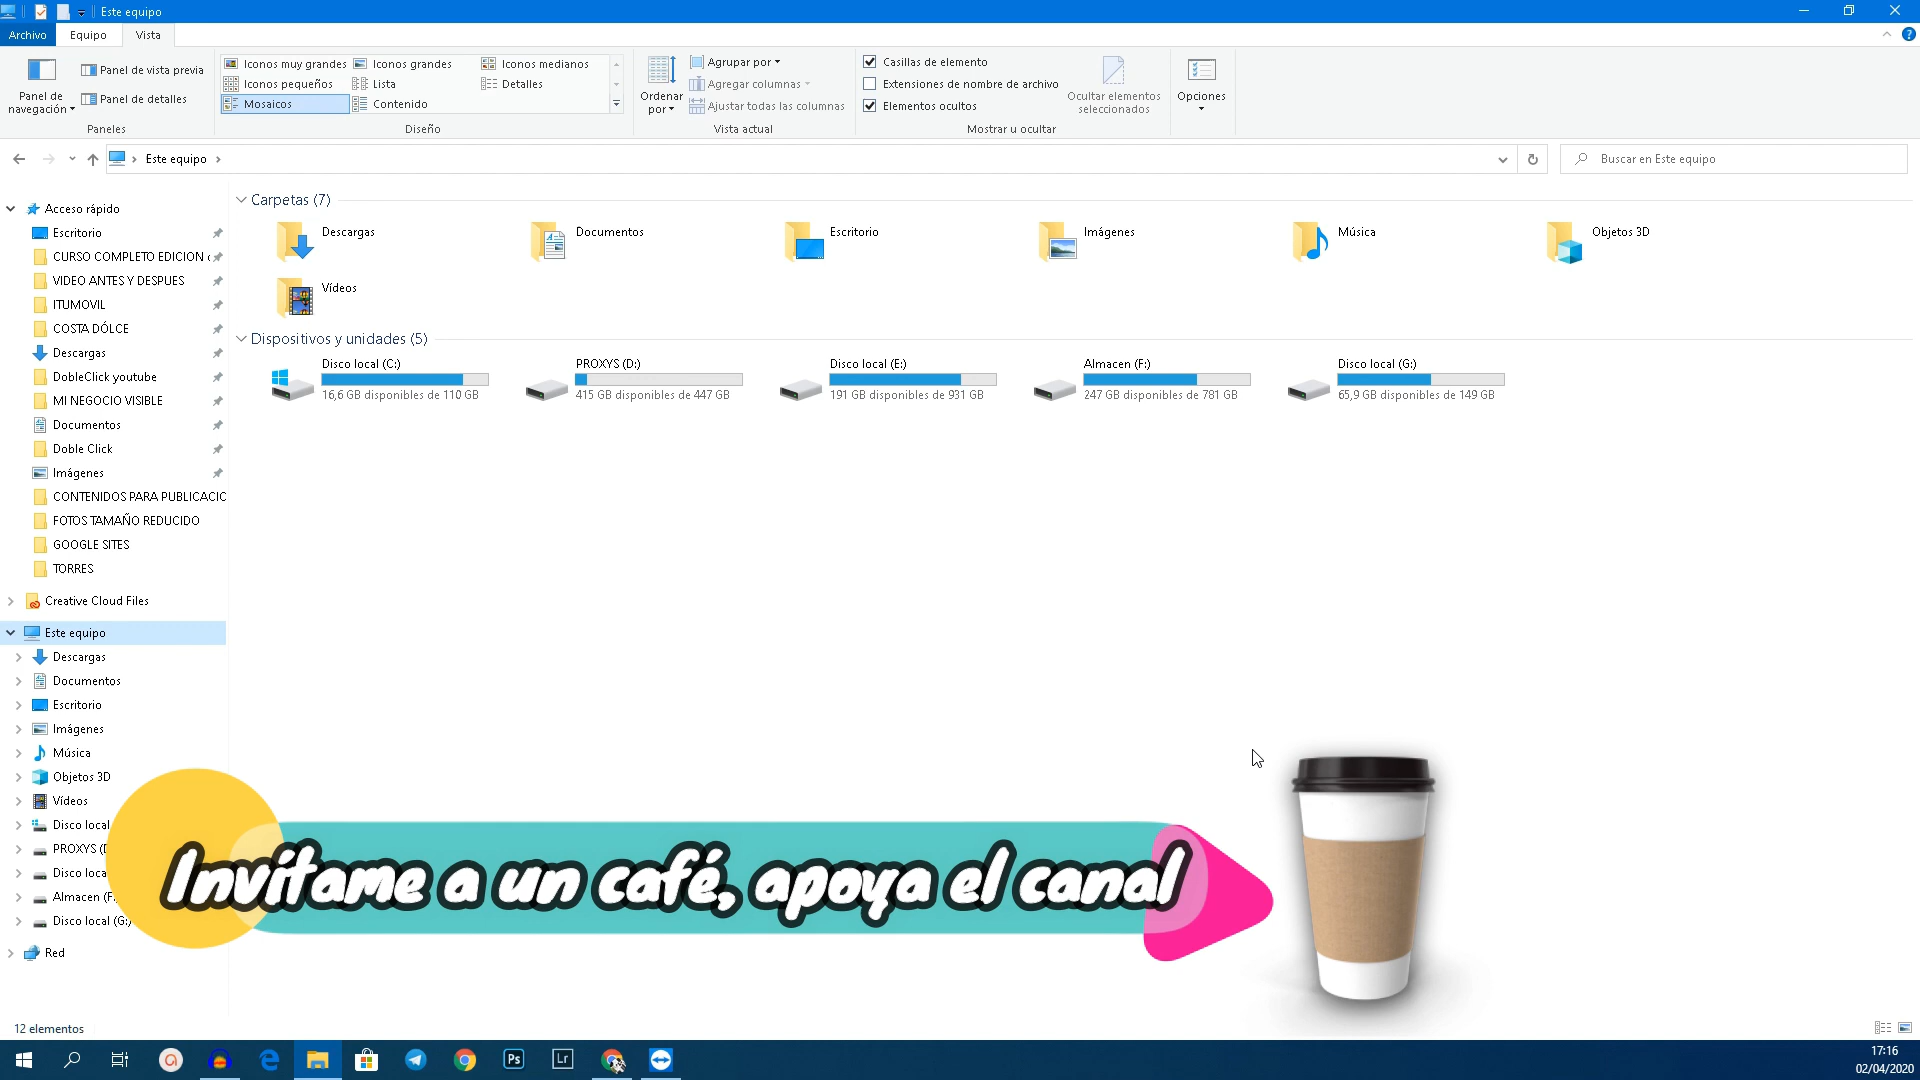 Este equipo
Archivo
Equipo
Vista
Panel de navegación
Panel de vista previa
Panel de detalles
Paneles
Iconos muy grandes
Iconos grandes
Iconos medianos
Iconos pequeños
Lista
Detalles
Mosaicos
Contenido
Diseño
Ordenar por
Agrupar por
Agregar columnas
Ajustar todas las columnas
Vista actual
Casillas de elemento
Extensiones de nombre de archivo
Elementos ocultos
Ocultar elementos seleccionados
Mostrar u ocultar
Opciones
Este equipo
Buscar en Este equipo
Acceso rápido
Escritorio
CURSO COMPLETO EDICION
VIDEO ANTES Y DESPUES
ITUMOVIL
COSTA DÓLCE
Descargas
DobleClick youtube
MI NEGOCIO VISIBLE
Documentos
Doble Click
Imágenes
CONTENIDOS PARA PUBLICACIC
FOTOS TAMAÑO REDUCIDO
GOOGLE SITES
TORRES
Creative Cloud Files
Este equipo
Descargas
Documentos
Escritorio
Imágenes
Música
Objetos 3D
Vídeos
Disco local
PROXYS (D
Disco loca
Almacen (F:
Disco local (G:)
Red
Carpetas (7)
Descargas
Documentos
Escritorio
Imágenes
Música
Objetos 3D
Vídeos
Dispositivos y unidades (5)
Disco local (C:)
16,6 GB disponibles de 110 GB
PROXYS (D:)
415 GB disponibles de 447 GB
Disco local (E:)
191 GB disponibles de 931 GB
Almacen (F:)
247 GB disponibles de 781 GB
Disco local (G:)
65,9 GB disponibles de 149 GB
Invitame a un café, apoya el canal
12 elementos
Ps
Lr
17:16
02/04/2020